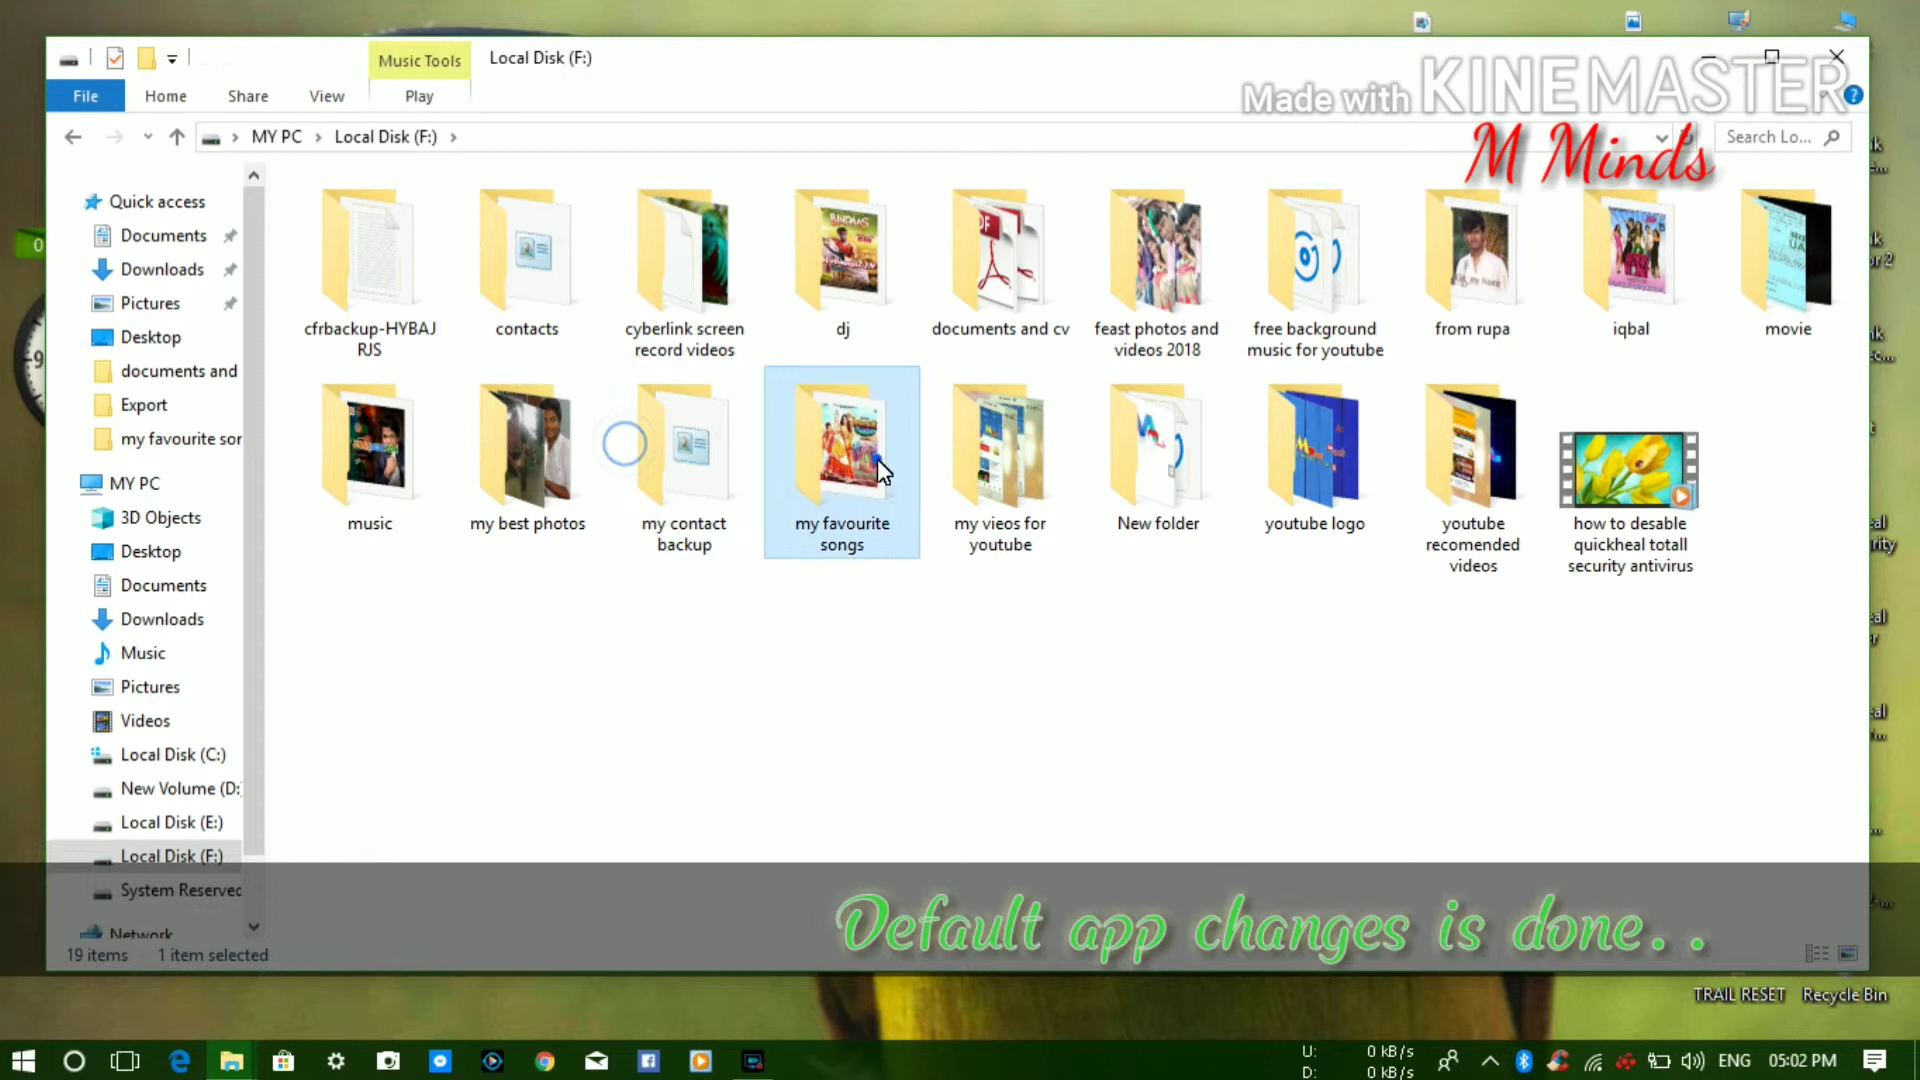 Music Tools
Local Disk (F:)
File
Home
Share
View
Play
Made with KINEMASTER
M Minds
MY PC
Local Disk (F:)
Search Lo...
Quick access
Documents
Downloads
Pictures
Desktop
documents and
Export
my favourite sor
MY PC
3D Objects
Desktop
Documents
Downloads
Music
Pictures
Videos
Local Disk (C:)
New Volume (D:
Local Disk (E:)
Local Disk (F:)
System Reserved
Network
cfrbackup-HYBAJ
RJS
contacts
cyberlink screen
record videos
dj
documents and cv
feast photos and
videos 2018
free background
music for youtube
from rupa
iqbal
movie
music
my best photos
my contact
backup
my favourite
songs
my vieos for
youtube
New folder
youtube logo
youtube
recomended
videos
how to desable
quickheal totall
security antivirus
Default app changes is done..
19 items
1 item selected
TRAIL RESET
Recycle Bin
U: 0 kB/s
D: 0 kB/s
ENG
05:02 PM